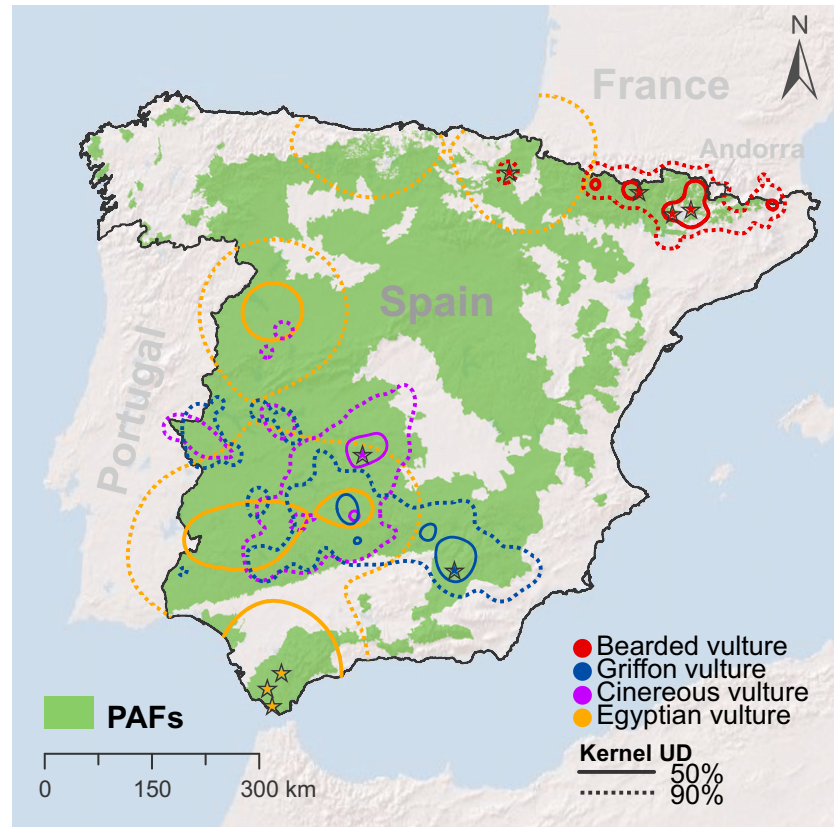 N
France
Andorra
Spain
Portugal
Bearded vulture
Griffon vulture
Cinereous vulture
Egyptian vulture
PAFs
Kernel UD
50%
90%
0 150 300 km